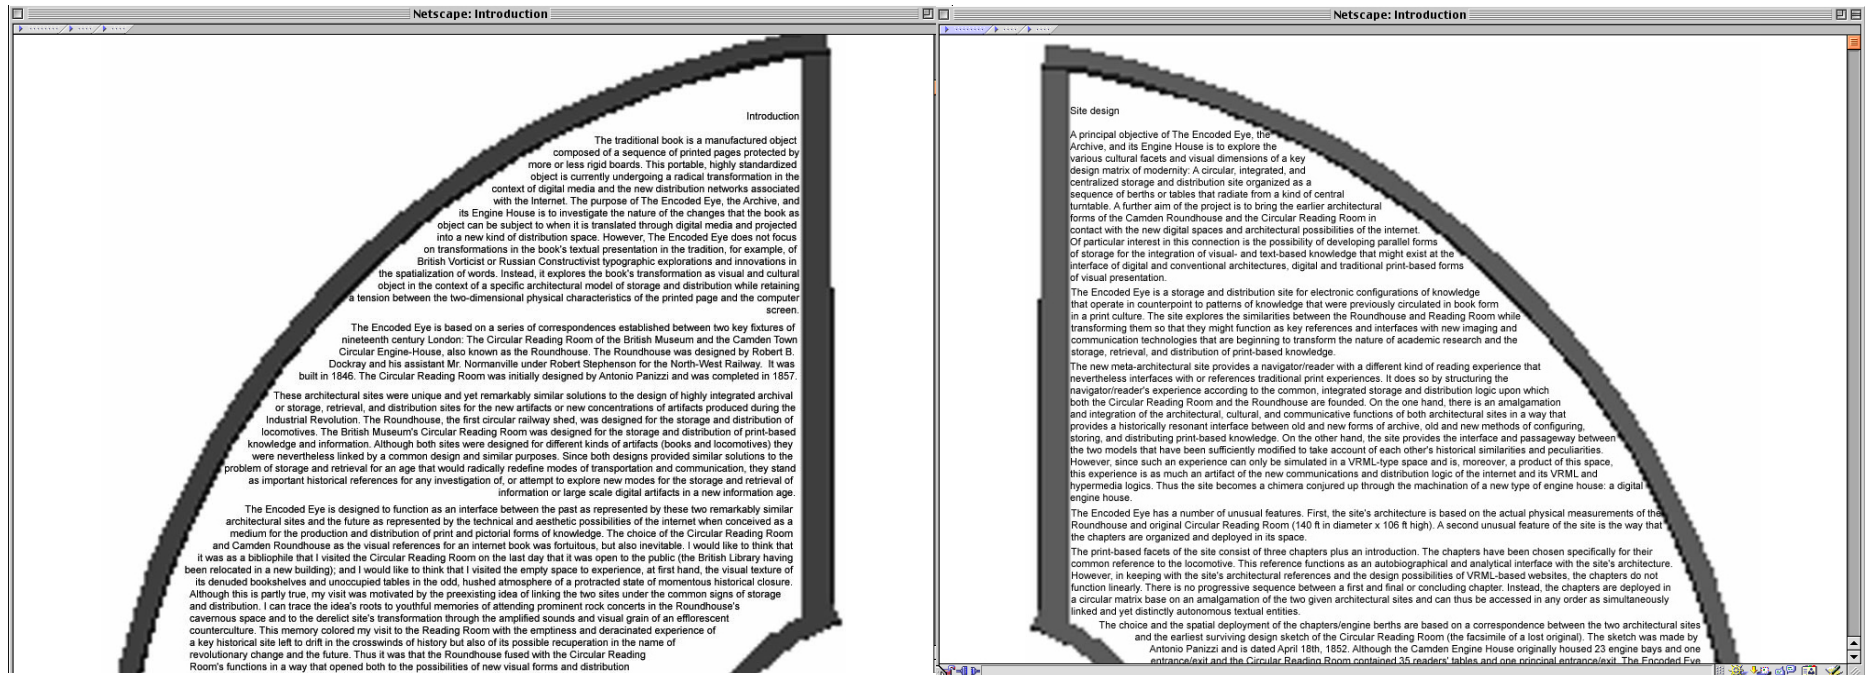 Netscape: Introduction
Introduction
The traditional book is a manufactured object
composed of a sequence of printed pages protected by
more or less rigid boards. This portable, highly standardized
object is currently undergoing a radical transformation in the
context of digital media and the new distribution networks associated
with the Internet. The purpose of The Encoded Eye, the Archive, and
its Engine House is to investigate the nature of the changes that the book as
object can be subject to when it is translated through digital media and projected
into a new kind of distribution space. However, The Encoded Eye does not focus
on transformations in the book's textual presentation in the tradition, for example, of
British Vorticist or Russian Constructivist typographic explorations and innovations in
the spatialization of words. Instead, it explores the book's transformation as visual and cultural
object in the context of a specific architectural model of storage and distribution while retaining
a tension between the two-dimensional physical characteristics of the printed page and the computer
screen.
The Encoded Eye is based on a series of correspondences established between two key fixtures of
nineteenth century London: The Circular Reading Room of the British Museum and the Camden Town
Circular Engine-House, also known as the Roundhouse. The Roundhouse was designed by Robert B.
Dockray and his assistant Mr. Normanville under Robert Stephenson for the North-West Railway. It was
built in 1846. The Circular Reading Room was initially designed by Antonio Panizzi and was completed in 1857.
These architectural sites were unique and yet remarkably similar solutions to the design of highly integrated archival
or storage, retrieval, and distribution sites for the new artifacts or new concentrations of artifacts produced during the
Industrial Revolution. The Roundhouse, the first circular railway shed, was designed for the storage and distribution of
locomotives. The British Museum's Circular Reading Room was designed for the storage and distribution of print-based
knowledge and information. Although both sites were designed for different kinds of artifacts (books and locomotives) they
were nevertheless linked by a common design and similar purposes. Since both designs provided similar solutions to the
problem of storage and retrieval for an age that would radically redefine modes of transportation and communication, they stand
as important historical references for any investigation of, or attempt to explore new modes for the storage and retrieval of
information or large scale digital artifacts in a new information age.
The Encoded Eye is designed to function as an interface between the past as represented by these two remarkably similar
architectural sites and the future as represented by the technical and aesthetic possibilities of the internet when conceived as a
medium for the production and distribution of print and pictorial forms of knowledge. The choice of the Circular Reading Room
and Camden Roundhouse as the visual references for an internet book was fortuitous, but also inevitable. I would like to think that
it was as a bibliophile that I visited the Circular Reading Room on the last day that it was open to the public (the British Library having
been relocated in a new building); and I would like to think that I visited the empty space to experience, at first hand, the visual texture of
its denuded bookshelves and unoccupied tables in the odd, hushed atmosphere of a protracted state of momentous historical closure.
Although this is partly true, my visit was motivated by the preexisting idea of linking the two sites under the common signs of storage
and distribution. I can trace the idea's roots to youthful memories of attending prominent rock concerts in the Roundhouse's
cavernous space and to the derelict site's transformation through the amplified sounds and visual grain of an efflorescent
counterculture. This memory colored my visit to the Reading Room with the emptiness and deracinated experience of
a key historical site left to drift in the crosswinds of history but also of its possible recuperation in the name of
revolutionary change and the future. Thus it was that the Roundhouse fused with the Circular Reading
Room's functions in a way that opened both to the possibilities of new visual forms and distribution
Netscape: Introduction
Site design
A principal objective of The Encoded Eye, the
Archive, and its Engine House is to explore the
various cultural facets and visual dimensions of a key
design matrix of modernity: A circular, integrated, and
centralized storage and distribution site organized as a
sequence of berths or tables that radiate from a kind of central
turntable. A further aim of the project is to bring the earlier architectural
forms of the Camden Roundhouse and the Circular Reading Room in
contact with the new digital spaces and architectural possibilities of the internet.
Of particular interest in this connection is the possibility of developing parallel forms
of storage for the integration of visual- and text-based knowledge that might exist at the
interface of digital and conventional architectures, digital and traditional print-based forms
of visual presentation.
The Encoded Eye is a storage and distribution site for electronic configurations of knowledge
that operate in counterpoint to patterns of knowledge that were previously circulated in book form
in a print culture. The site explores the similarities between the Roundhouse and Reading Room while
transforming them so that they might function as key references and interfaces with new imaging and
communication technologies that are beginning to transform the nature of academic research and the
storage, retrieval, and distribution of print-based knowledge.
The new meta-architectural site provides a navigator/reader with a different kind of reading experience that
nevertheless interfaces with or references traditional print experiences. It does so by structuring the
navigator/reader's experience according to the common, integrated storage and distribution logic upon which
both the Circular Reading Room and the Roundhouse are founded. On the one hand, there is an amalgamation
and integration of the architectural, cultural, and communicative functions of both architectural sites in a way that
provides a historically resonant interface between old and new forms of archive, old and new methods of configuring,
storing, and distributing print-based knowledge. On the other hand, the site provides the interface and passageway between
the two models that have been sufficiently modified to take account of each other's historical similarities and peculiarities.
However, since such an experience can only be simulated in a VRML-type space and is, moreover, a product of this space,
this experience is as much an artifact of the new communications and distribution logic of the internet and its VRML and
hypermedia logics. Thus the site becomes a chimera conjured up through the machination of a new type of engine house: a digital
engine house.
The Encoded Eye has a number of unusual features. First, the site's architecture is based on the actual physical measurements of the
Roundhouse and original Circular Reading Room (140 ft in diameter x 106 ft high). A second unusual feature of the site is the way that
the chapters are organized and deployed in its space.
The print-based facets of the site consist of three chapters plus an introduction. The chapters have been chosen specifically for their
common reference to the locomotive. This reference functions as an autobiographical and analytical interface with the site's architecture.
However, in keeping with the site's architectural references and the design possibilities of VRML-based websites, the chapters do not
function linearly. There is no progressive sequence between a first and final or concluding chapter. Instead, the chapters are deployed in
a circular matrix base on an amalgamation of the two given architectural sites and can thus be accessed in any order as simultaneously
linked and yet distinctly autonomous textual entities.
The choice and the spatial deployment of the chapters/engine berths are based on a correspondence between the two architectural sites
and the earliest surviving design sketch of the Circular Reading Room (the facsimile of a lost original). The sketch was made by
Antonio Panizzi and is dated April 18th, 1852. Although the Camden Engine House originally housed 23 engine bays and one
entrance/exit and the Circular Reading Room contained 35 readers' tables and one principal entrance/exit. The Encoded Eye